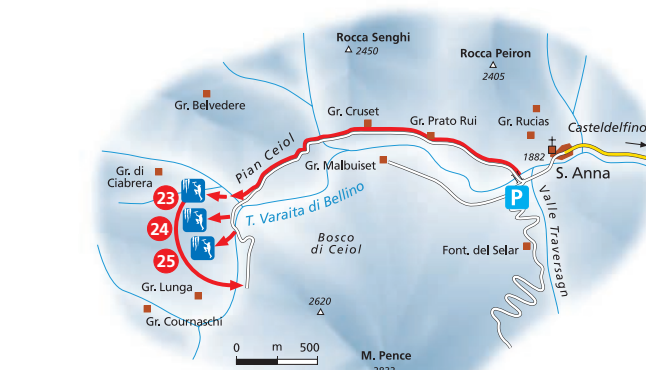 Rocca Senghi
2450
Rocca Peiron
2405
Gr. Belvedere
Gr. Cruset
Gr. Prato Rui
Gr. Rucias
Casteldelfino
Pian Ceiol
1882
S. Anna
Gr. di
Ciabrera
Gr. Malbuiset
23
T. Varaita di Bellino
P
Valle Traversagn
24
Bosco
di Ceiol
Font. del Selar
25
Gr. Lunga
2620
Gr. Cournaschi
0 m 500
M. Pence